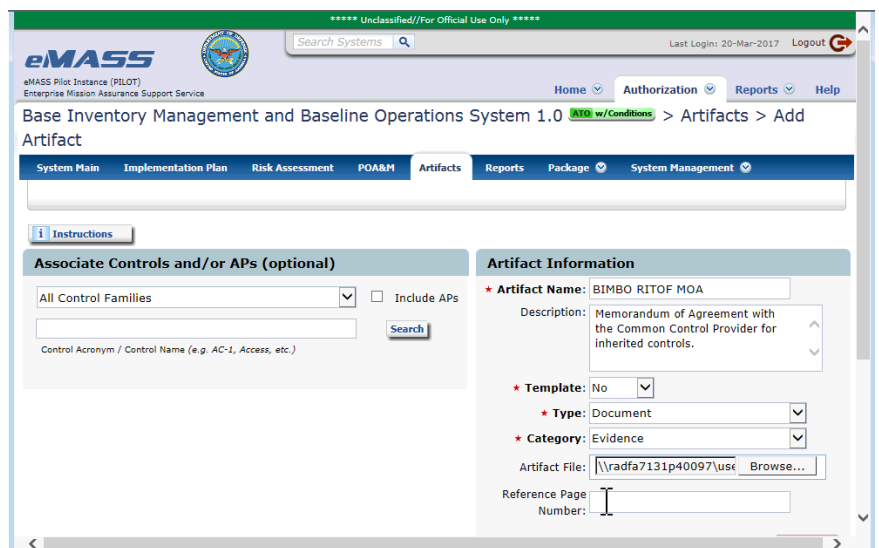 ***** Unclassified//For Official Use Only *****
Search Systems
Last Login: 20-Mar-2017 Logout
eMASS
eMASS Pilot Instance (PILOT)
Enterprise Mission Assurance Support Service
Home Authorization Reports Help
Base Inventory Management and Baseline Operations System 1.0 ATO w/Conditions > Artifacts > Add
Artifact
System Main Implementation Plan Risk Assessment POA&M Artifacts Reports Package System Management
i Instructions
Associate Controls and/or APs (optional)
All Control Families Include APs
Search
Control Acronym / Control Name (e.g. AC-1, Access, etc.)
Artifact Information
★ Artifact Name: BIMBO RITOF MOA
Description: Memorandum of Agreement with
the Common Control Provider for
inherited controls.
★ Template: No
★ Type: Document
★ Category: Evidence
Artifact File: \\radfa7131p40097\use Browse...
Reference Page
Number: